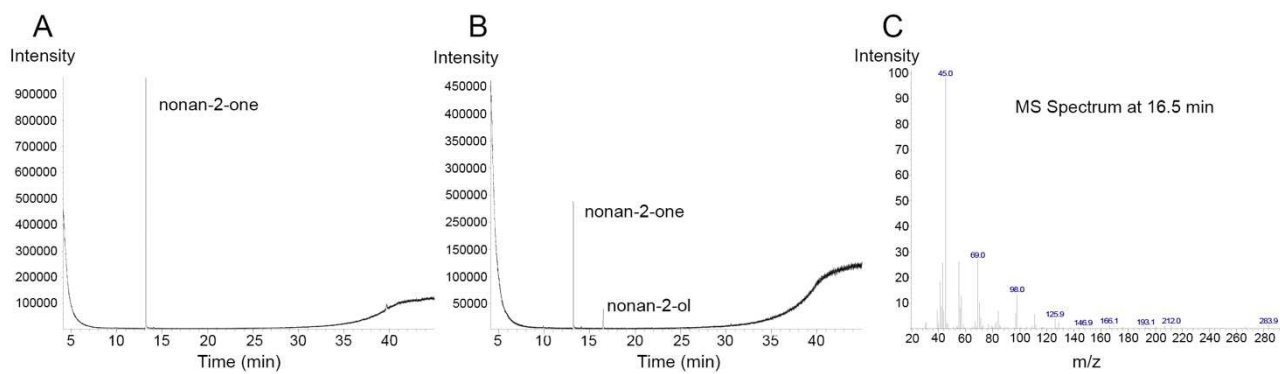 A
Intensity
900000
800000
700000
600000
500000
400000
300000
200000
100000
nonan-2-one
5 10 15 20 25 30 35 40
Time (min)
B
Intensity
450000
400000
350000
300000
500000
200000
150000
100000
50000
nonan-2-one
nonan-2-ol
5 10 15 20 25 30 35 40
Time (min)
C
Intensity
100
90
80
70
60
50
40
30
20
10
45.0
MS Spectrum at 16.5 min
69.0
98.0
125.9
146.9
166.1
193.1
212.0
283.9
20 40 60 80 100 120 140 160 180 200 220 240 260 280
m/z